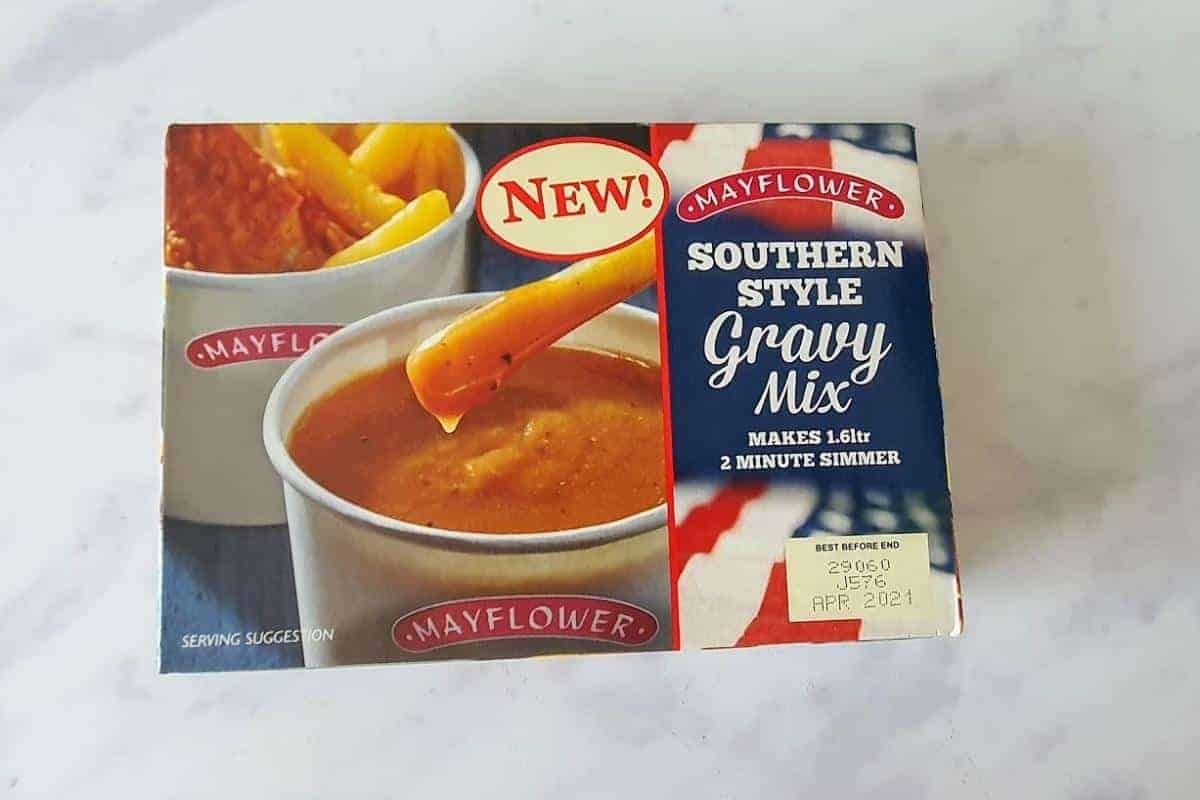 NEW!
·MAYFLOWER·
SOUTHERN
STYLE
Gravy
Mix
MAKES 1.6ltr
2 MINUTE SIMMER
·MAYFLO
·MAYFLOWER·
SERVING SUGGESTION
BEST BEFORE END
29060
J576
APR 2021